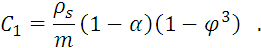 C₁ = ρₛ/m (1 − α)(1 − φ³) .